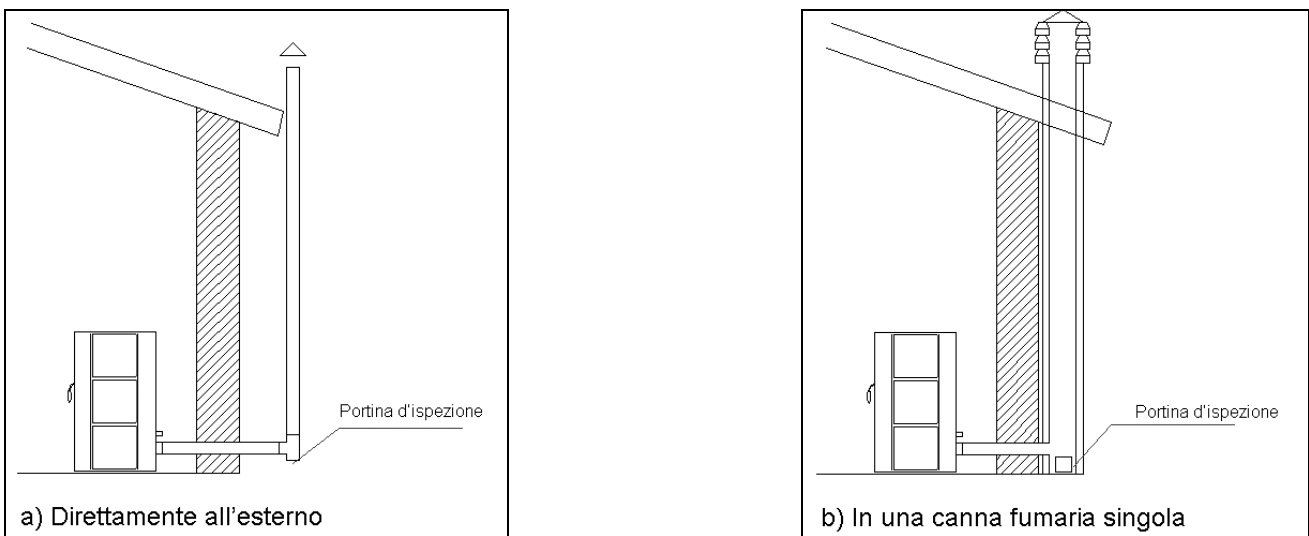 Portina d'ispezione
a) Direttamente all'esterno
Portina d'ispezione
b) In una canna fumaria singola